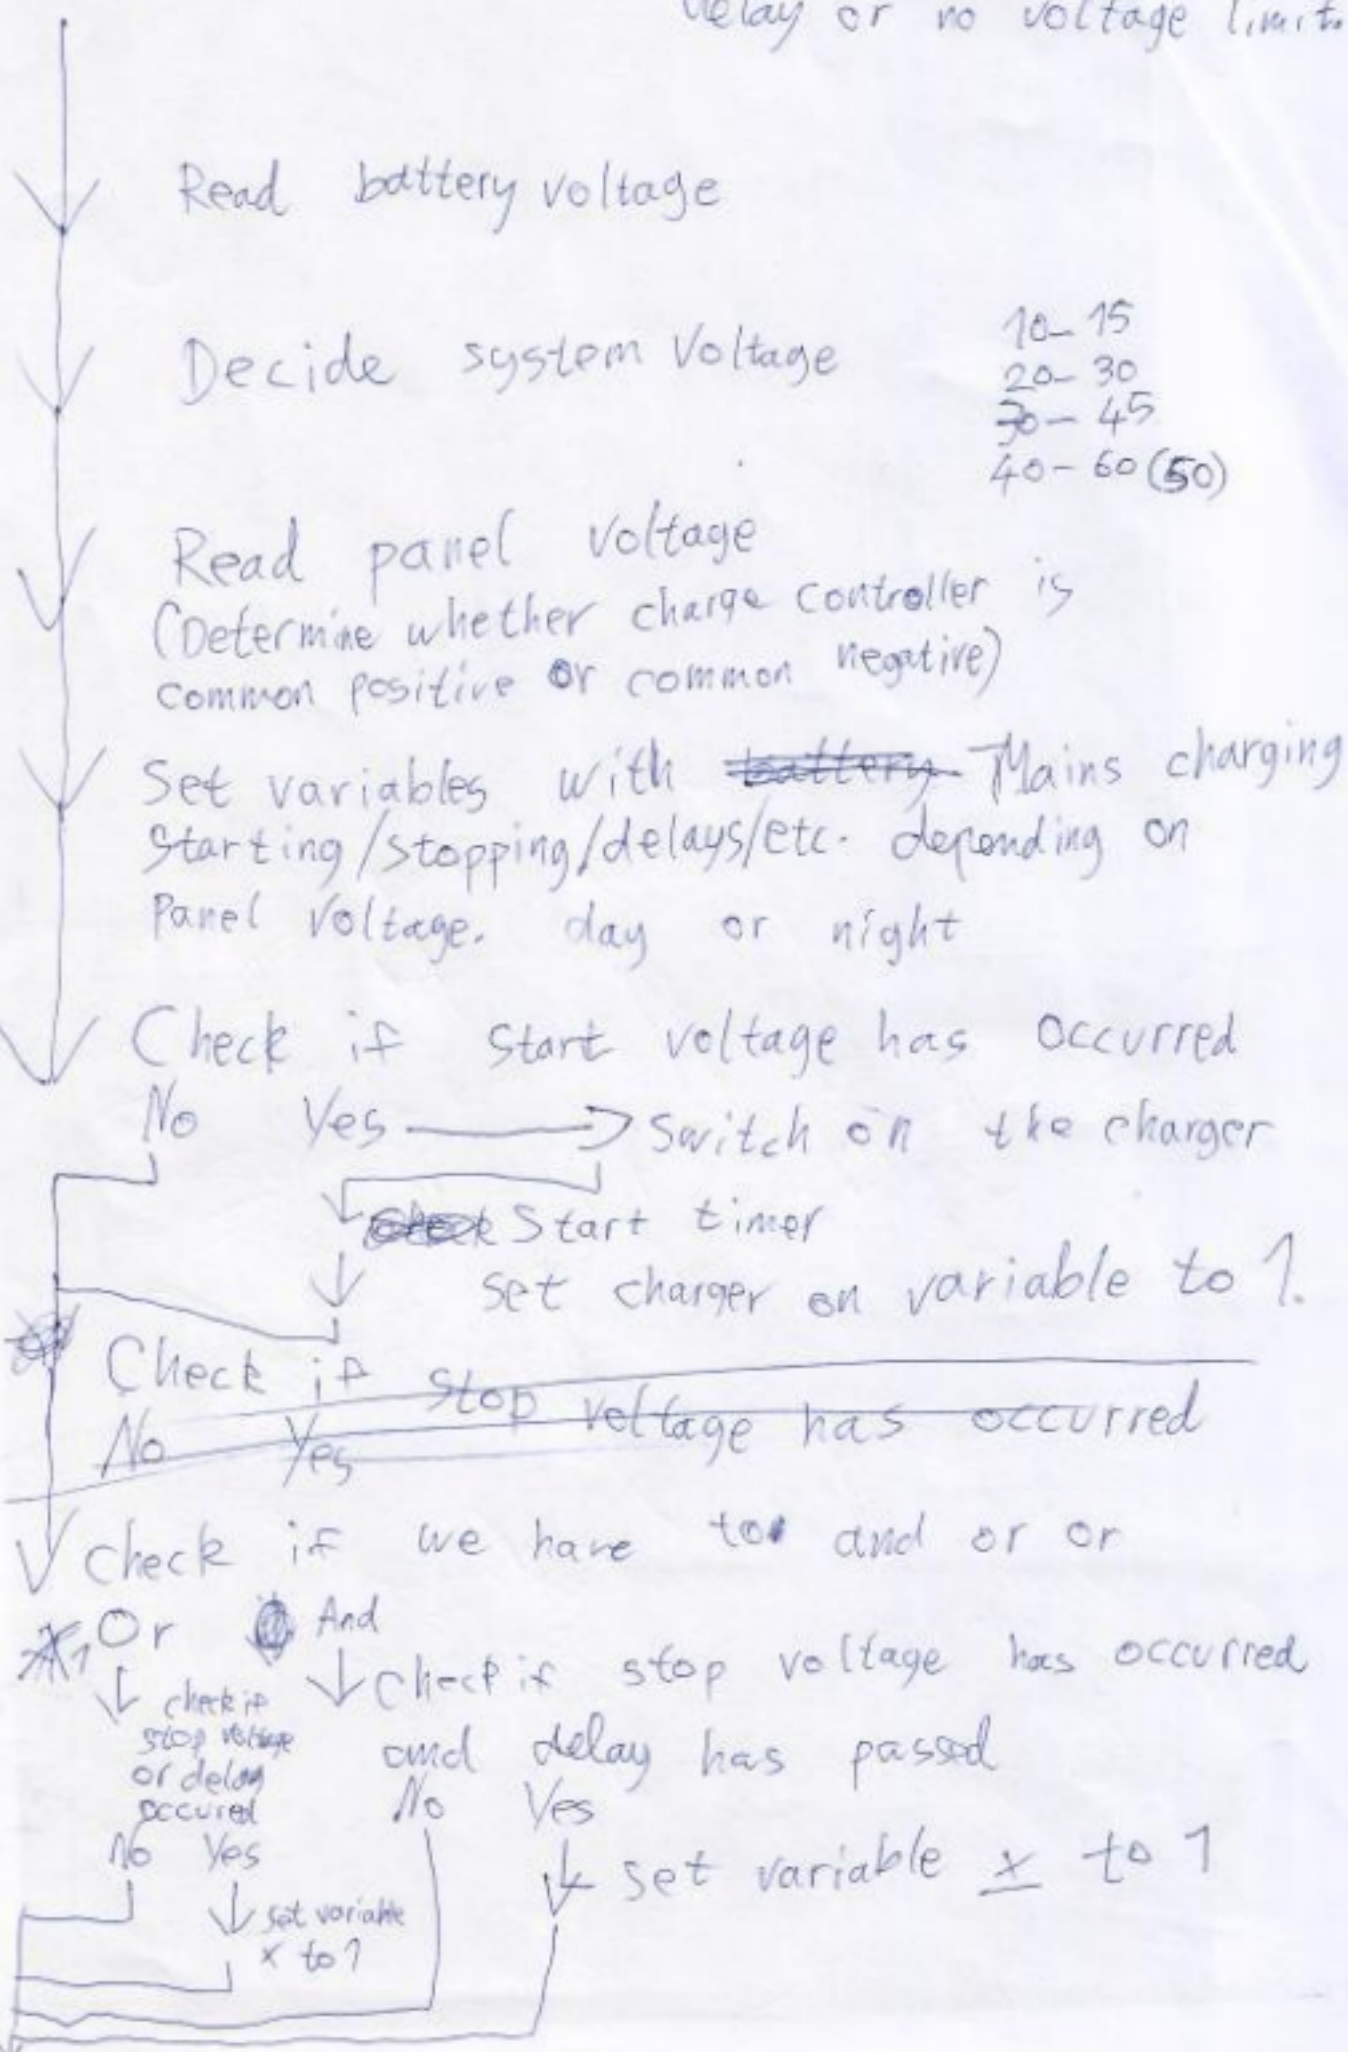 delay or no voltage limit
Read battery voltage
Decide system Voltage
10-15
20-30
30-45
40-60 (50)
Read panel voltage
(Determine whether charge controller is
common positive or common negative)
Set variables with battery Mains charging
Starting/stopping/delays/etc. depending on
Panel Voltage. day or night
Check if start voltage has occurred
No Yes → Switch on the charger
Start timer
set charger on variable to 1.
Check if stop voltage has occurred
No Yes
Check if we have to and or or
Or And
check if
stop voltage
or delay
occured
No Yes
set variable
x to 1
Check if stop voltage has occurred
and delay has passed
No Yes
set variable x to 1